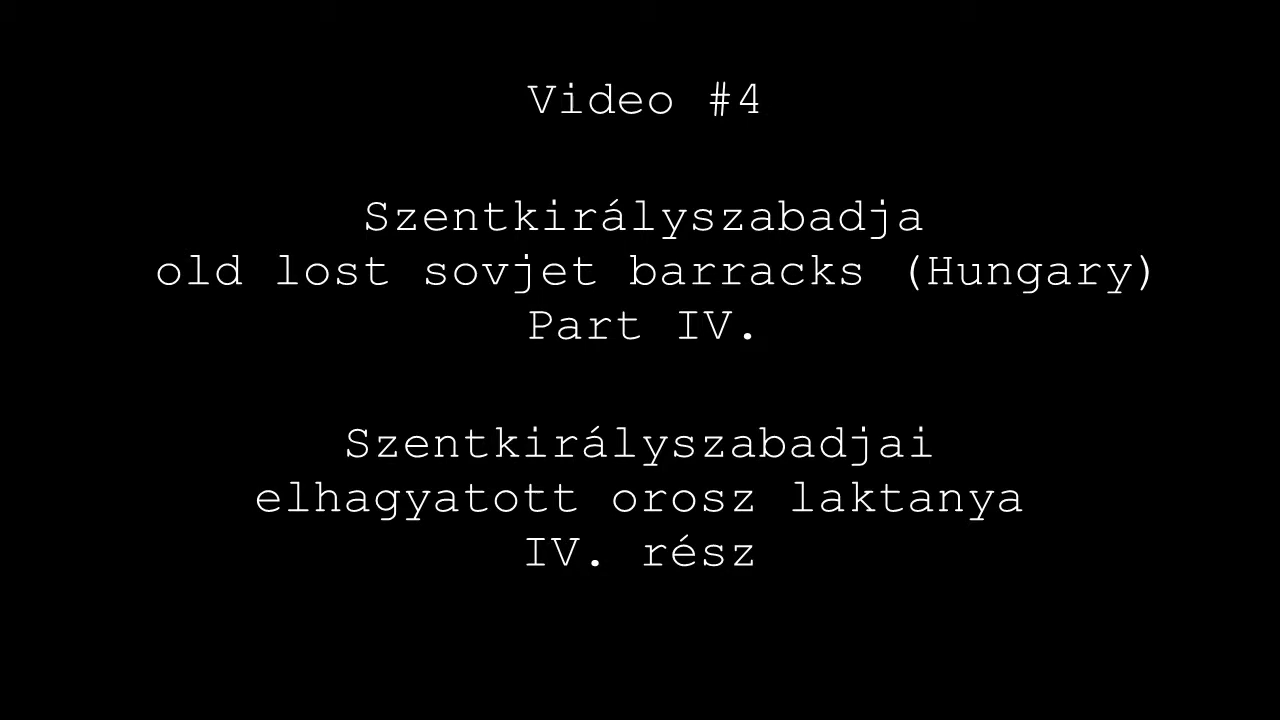 Video #4
Szentkirályszabadja
old lost sovjet barracks (Hungary)
Part IV.
Szentkirályszabadjai
elhagyatott orosz laktanya
IV. rész